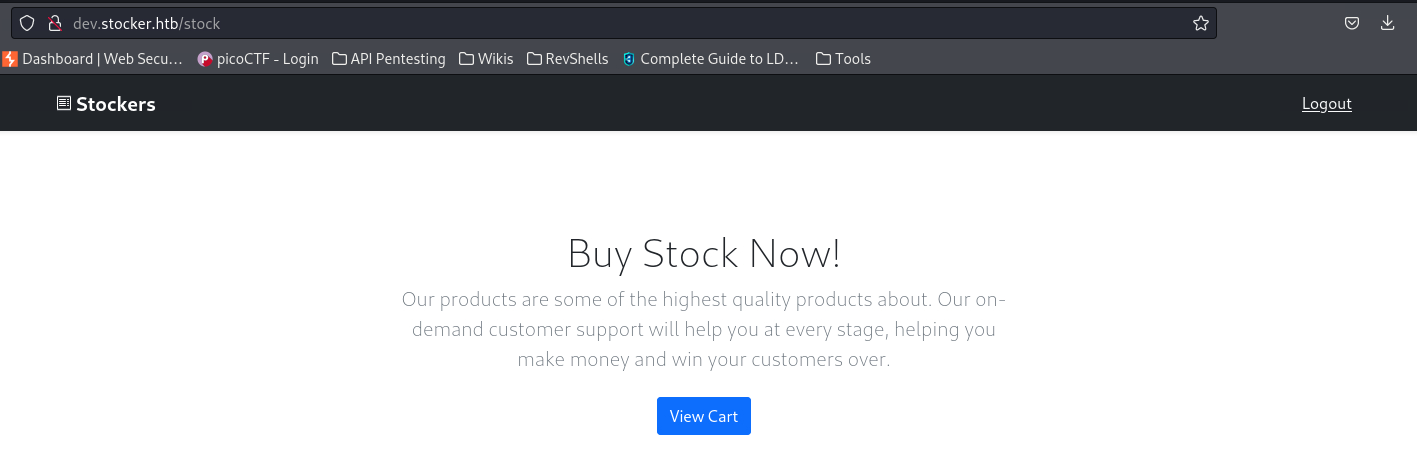 dev.stocker.htb/stock
Dashboard | Web Secu... picoCTF - Login API Pentesting Wikis RevShells Complete Guide to LD... Tools
Stockers Logout
Buy Stock Now!
Our products are some of the highest quality products about. Our on-
demand customer support will help you at every stage, helping you
make money and win your customers over.
View Cart